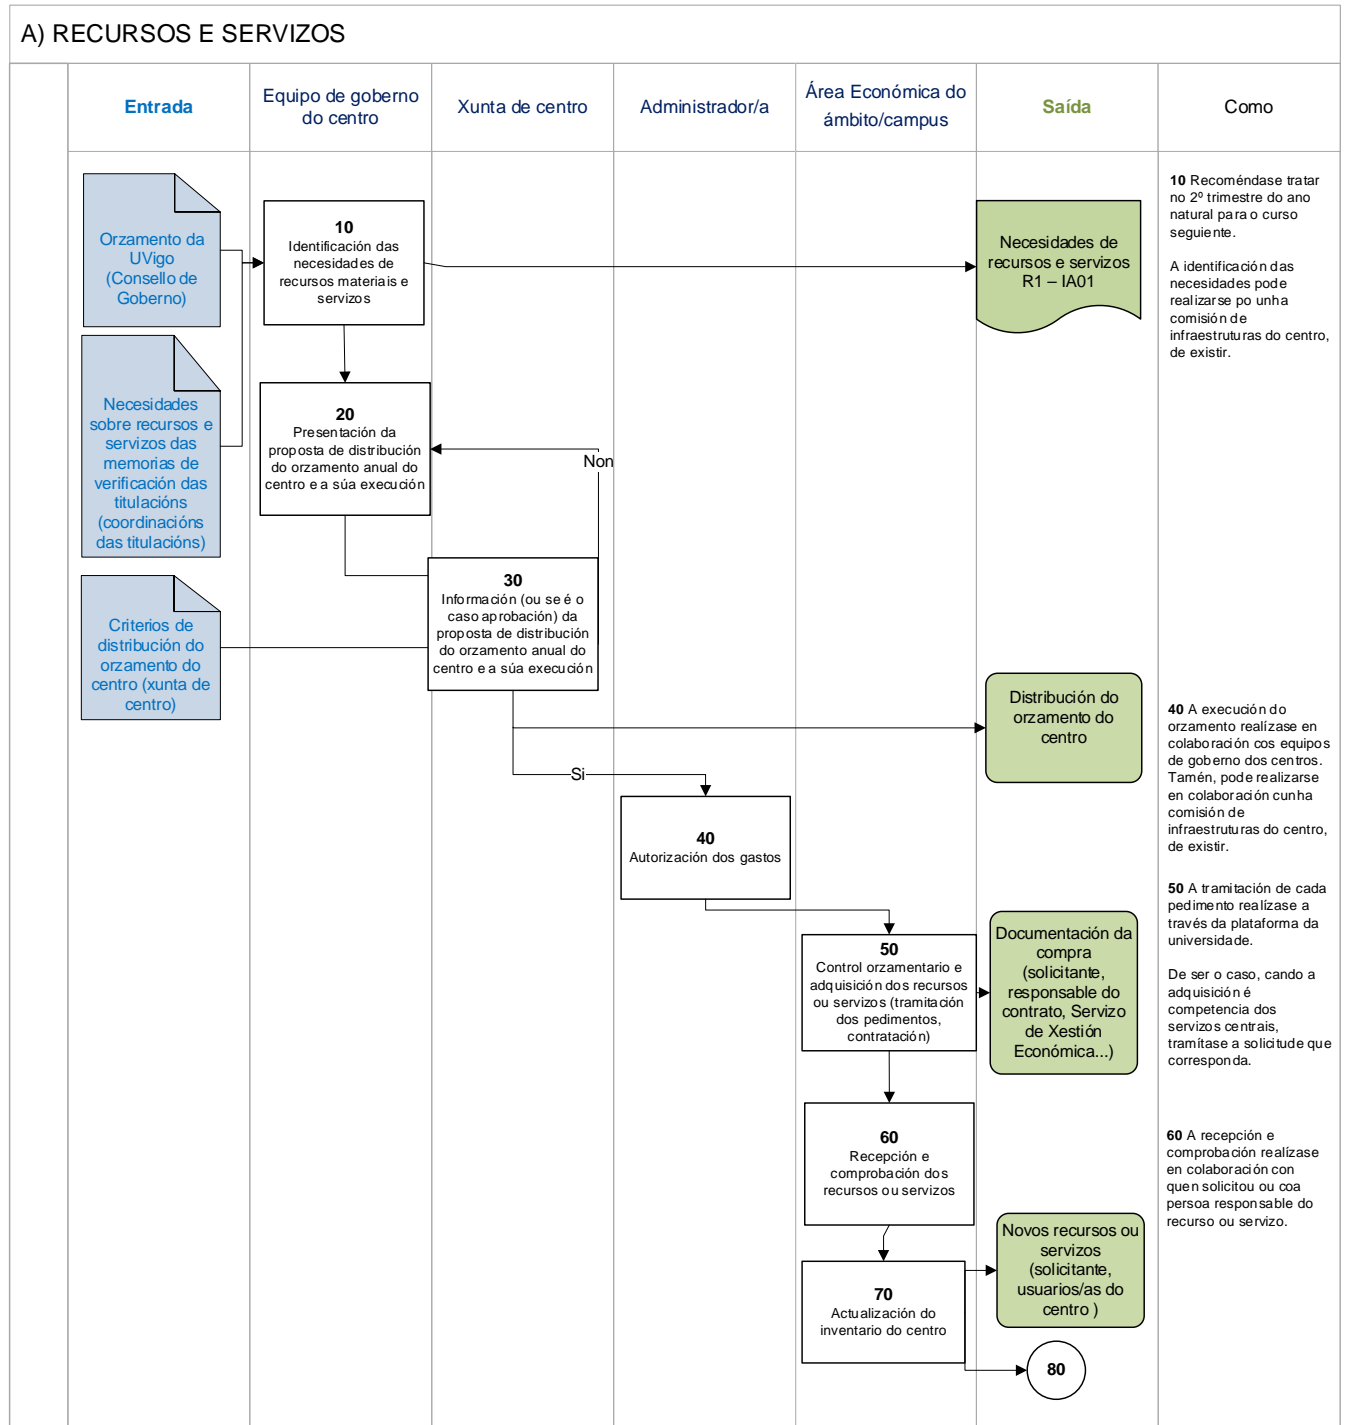 A) RECURSOS E SERVIZOS
Entrada
Equipo de goberno
do centro
Xunta de centro
Administrador/a
Área Económica do
ámbito/campus
Saída
Como
Orzamento da
UVigo
(Consello de
Goberno)
10
Identificación das
necesidades de
recursos materiais e
servizos
Necesidades de
recursos e servizos
R1 – IA01
10 Recoméndase tratar
no 2º trimestre do ano
natural para o curso
seguiente.
A identificación das
necesidades pode
realizarse po unha
comisión de
infraestruturas do centro,
de existir.
Necesidades
sobre recursos e
servizos das
memorias de
verificación das
titulacións
(coordinacións
das titulacións)
20
Presentación da
proposta de distribución
do orzamento anual do
centro e a súa execución
Non
Criterios de
distribución do
orzamento do
centro (xunta de
centro)
30
Información (ou se é o
caso aprobación) da
proposta de distribución
do orzamento anual do
centro e a súa execución
Distribución do
orzamento do
centro
Si
40
Autorización dos gastos
40 A execución do
orzamento realízase en
colaboración cos equipos
de goberno dos centros.
Tamén, pode realizarse
en colaboración cunha
comisión de
infraestruturas do centro,
de existir.
50
Control orzamentario e
adquisición dos recursos
ou servizos (tramitación
dos pedimentos,
contratación)
Documentación da
compra
(solicitante,
responsable do
contrato, Servizo
de Xestión
Económica...)
50 A tramitación de cada
pedimento realízase a
través da plataforma da
universidade.
De ser o caso, cando a
adquisición é
competencia dos
servizos centrais,
tramítase a solicitude que
corresponda.
60
Recepción e
comprobación dos
recursos ou servizos
60 A recepción e
comprobación realízase
en colaboración con
quen solicitou ou coa
persoa responsable do
recurso ou servizo.
70
Actualización do
inventario do centro
Novos recursos ou
servizos
(solicitante,
usuarios/as do
centro )
80